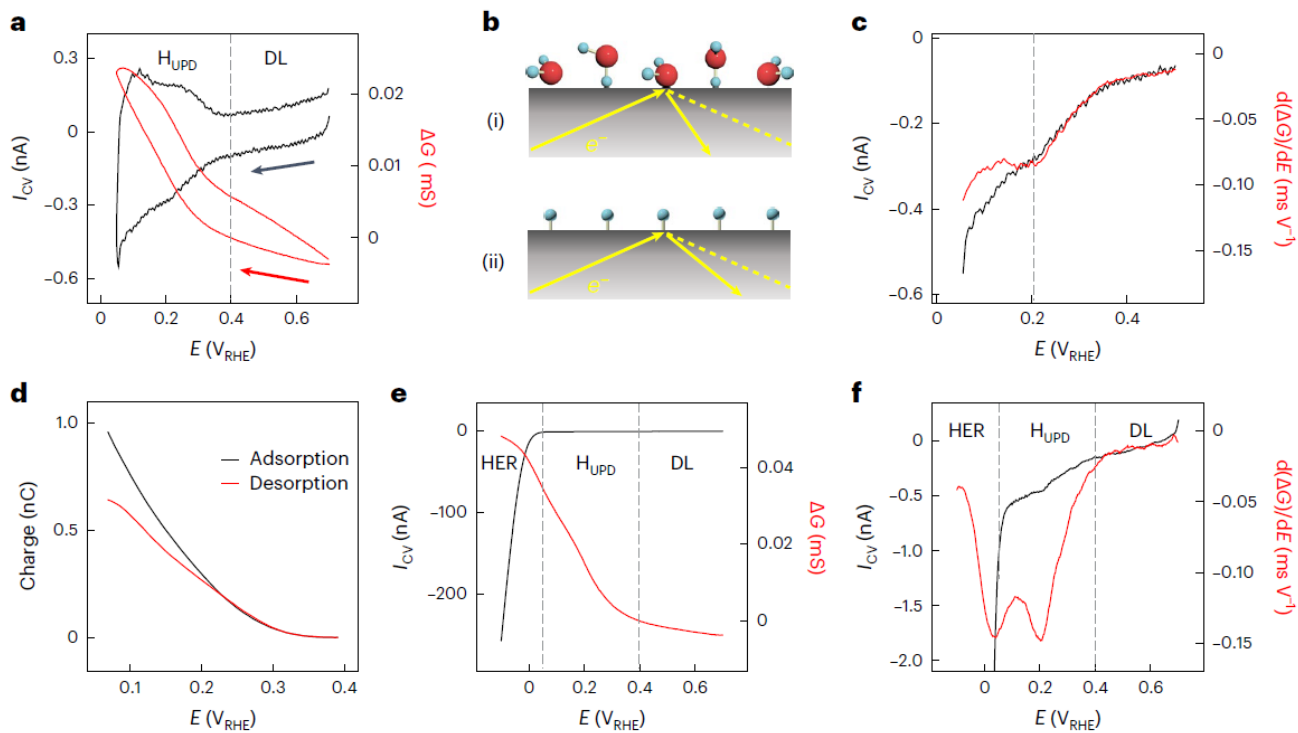 a
H_UPD DL
0.3
0
−0.3
−0.6
I_CV (nA)
0.02
0.01
0
ΔG ( mS)
0 0.2 0.4 0.6
E (V_RHE)
b
(i)
e−
(ii)
e−
c
0
−0.2
−0.4
−0.6
I_CV (nA)
0
−0.05
−0.10
−0.15
d(ΔG)/dE (ms V⁻¹)
0 0.2 0.4
E (V_RHE)
d
1.0
0.5
0
Charge (nC)
Adsorption
Desorption
0.1 0.2 0.3 0.4
E (V_RHE)
e
0
−100
−200
I_CV (nA)
HER H_UPD DL
0.04
0.02
0
ΔG (mS)
0 0.2 0.4 0.6
E (V_RHE)
f
HER H_UPD DL
0
−0.5
−1.0
−1.5
−2.0
I_CV (nA)
0
−0.05
−0.10
−0.15
d(ΔG)/dE (ms V⁻¹)
0 0.2 0.4 0.6
E (V_RHE)